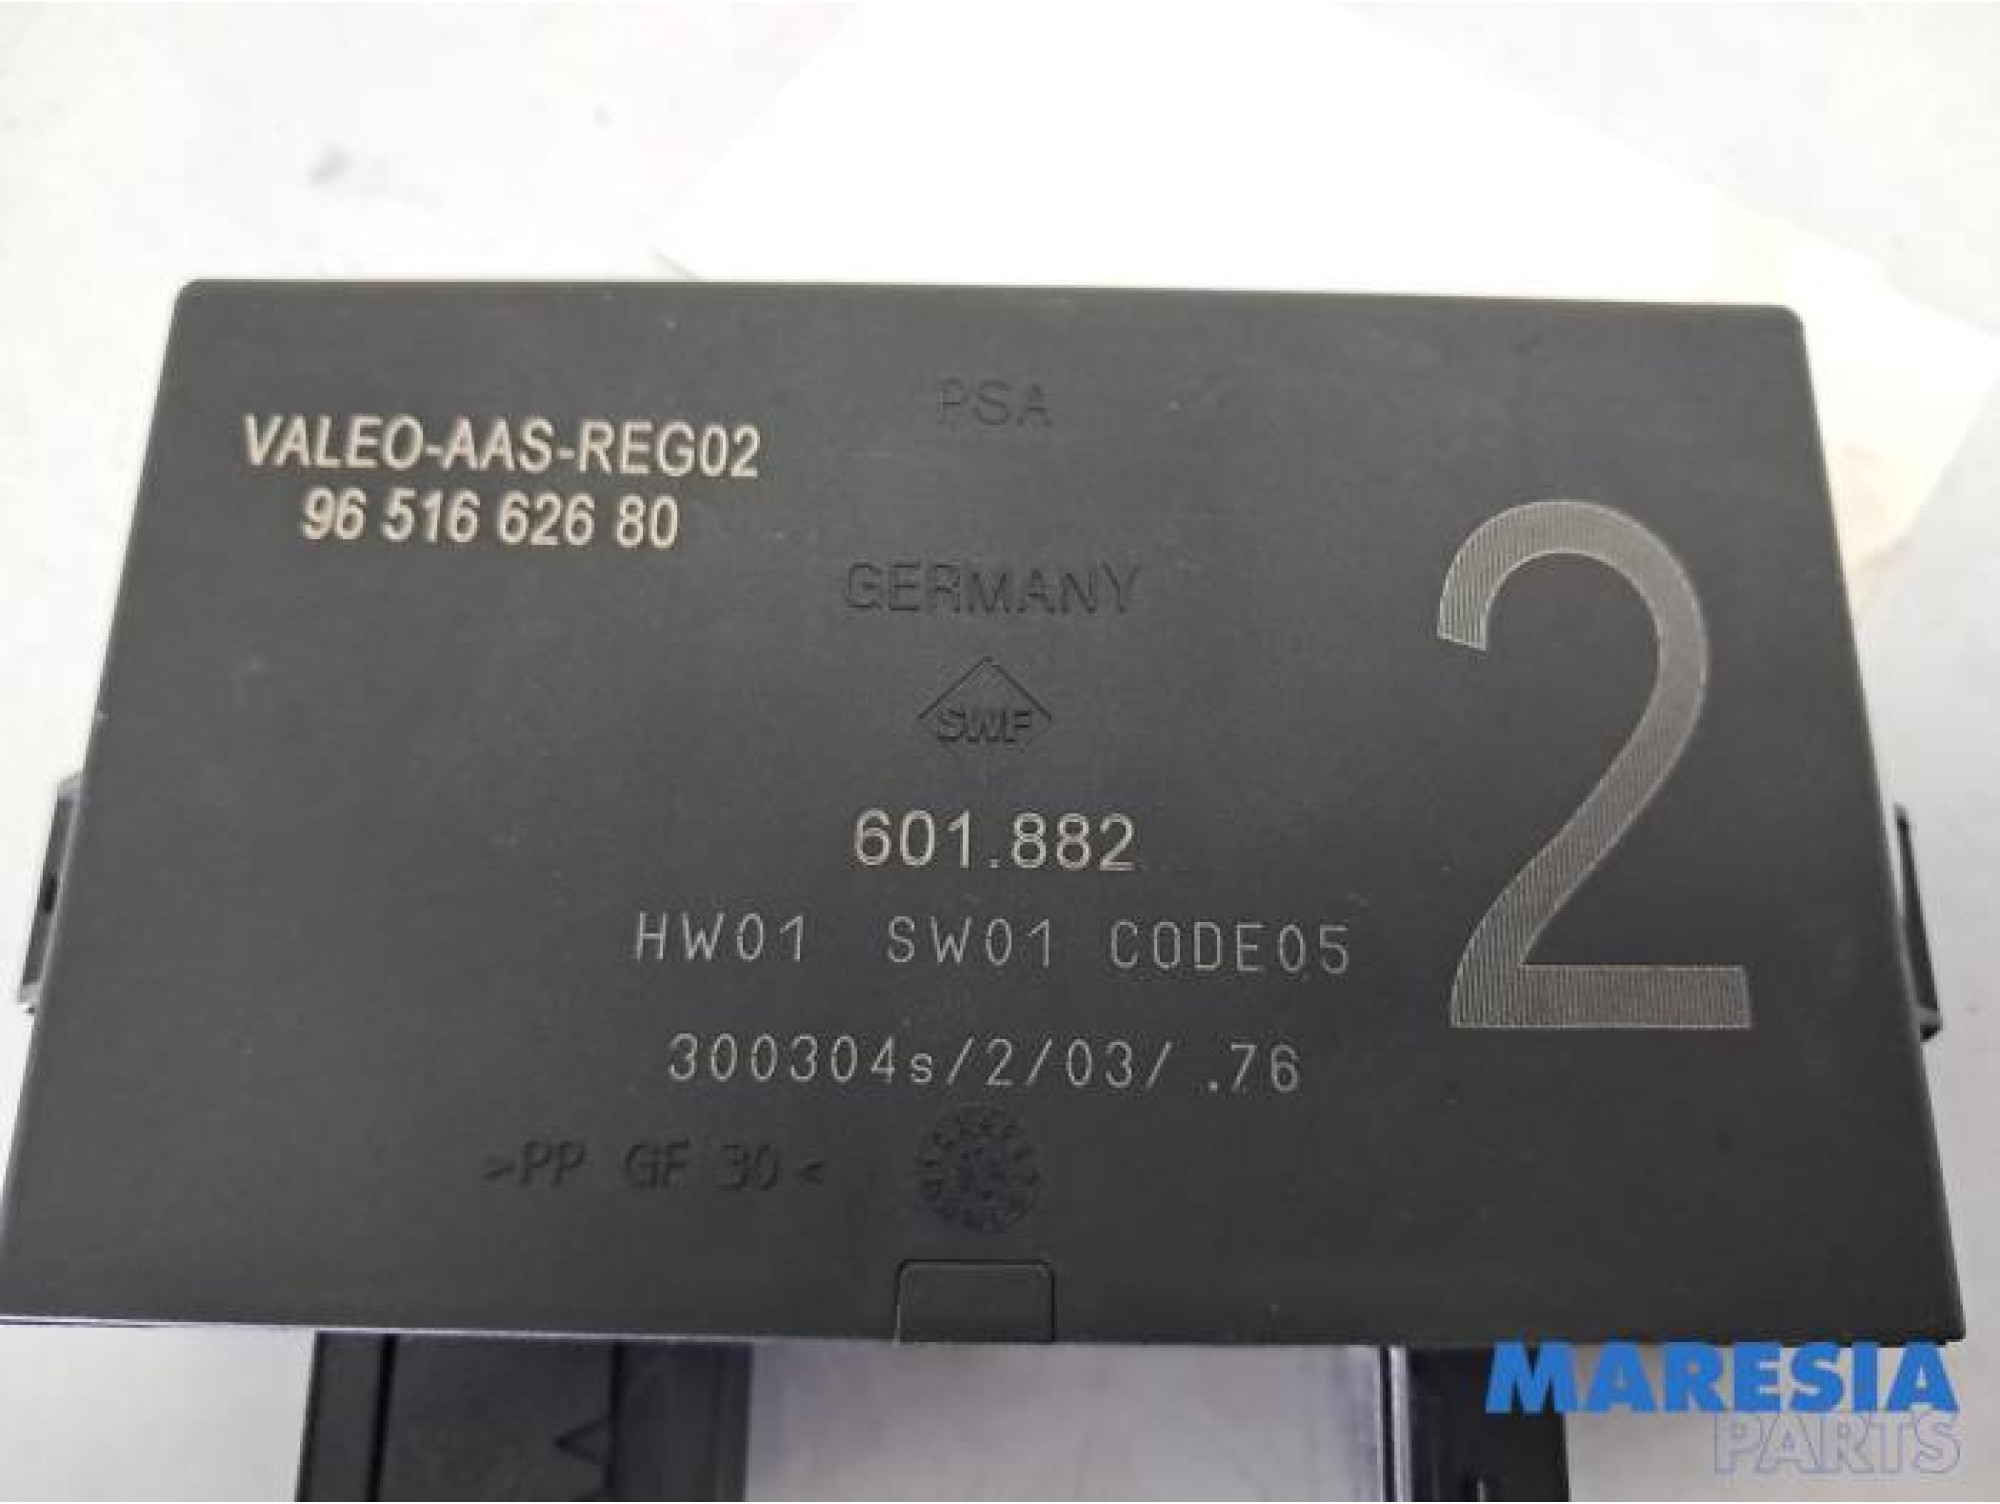 PSA
VALEO-AAS-REG02
96 516 626 80
GERMANY
SWF
2
601.882
HW01 SW01 CODE05
300304s/2/03/ .76
>PP GF 30<
MARESIA
PARTS